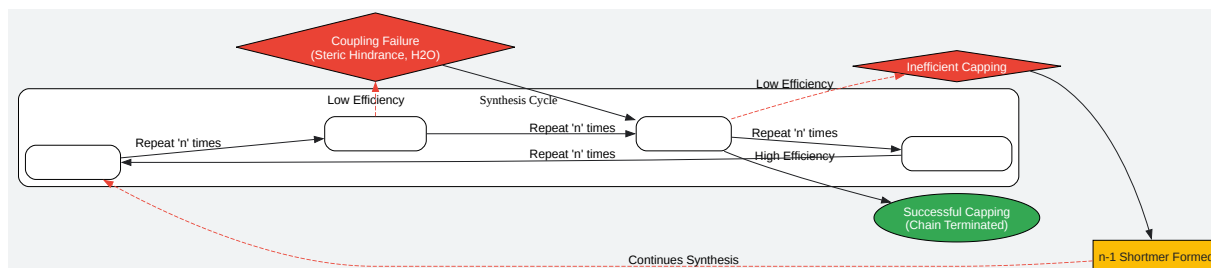 Coupling Failure
(Steric Hindrance, H2O)
Inefficient Capping
Low Efficiency
Low Efficiency
Synthesis Cycle
Repeat 'n' times
Repeat 'n' times
Repeat 'n' times
Repeat 'n' times
High Efficiency
Successful Capping
(Chain Terminated)
n-1 Shortmer Formed
Continues Synthesis